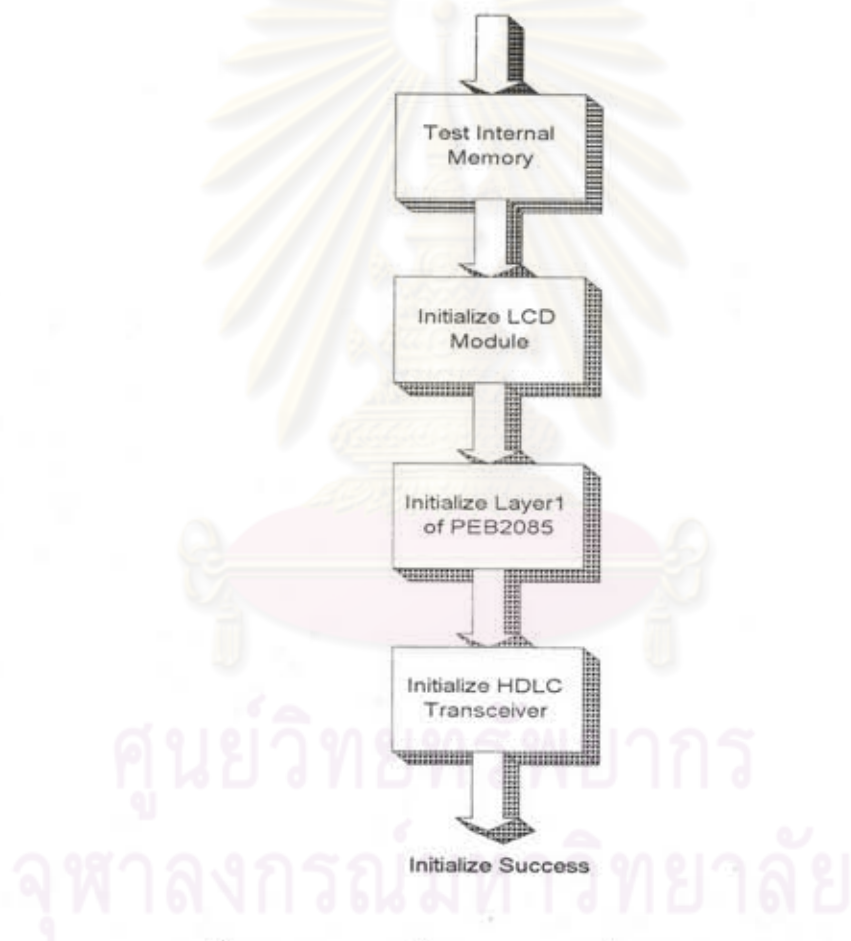 Test Internal
Memory
Initialize LCD
Module
Initialize Layer1
of PEB2085
Initialize HDLC
Transceiver
ศูนย์วิทยทรัพยากร
Initialize Success
จุฬาลงกรณ์มหาวิทยาลัย